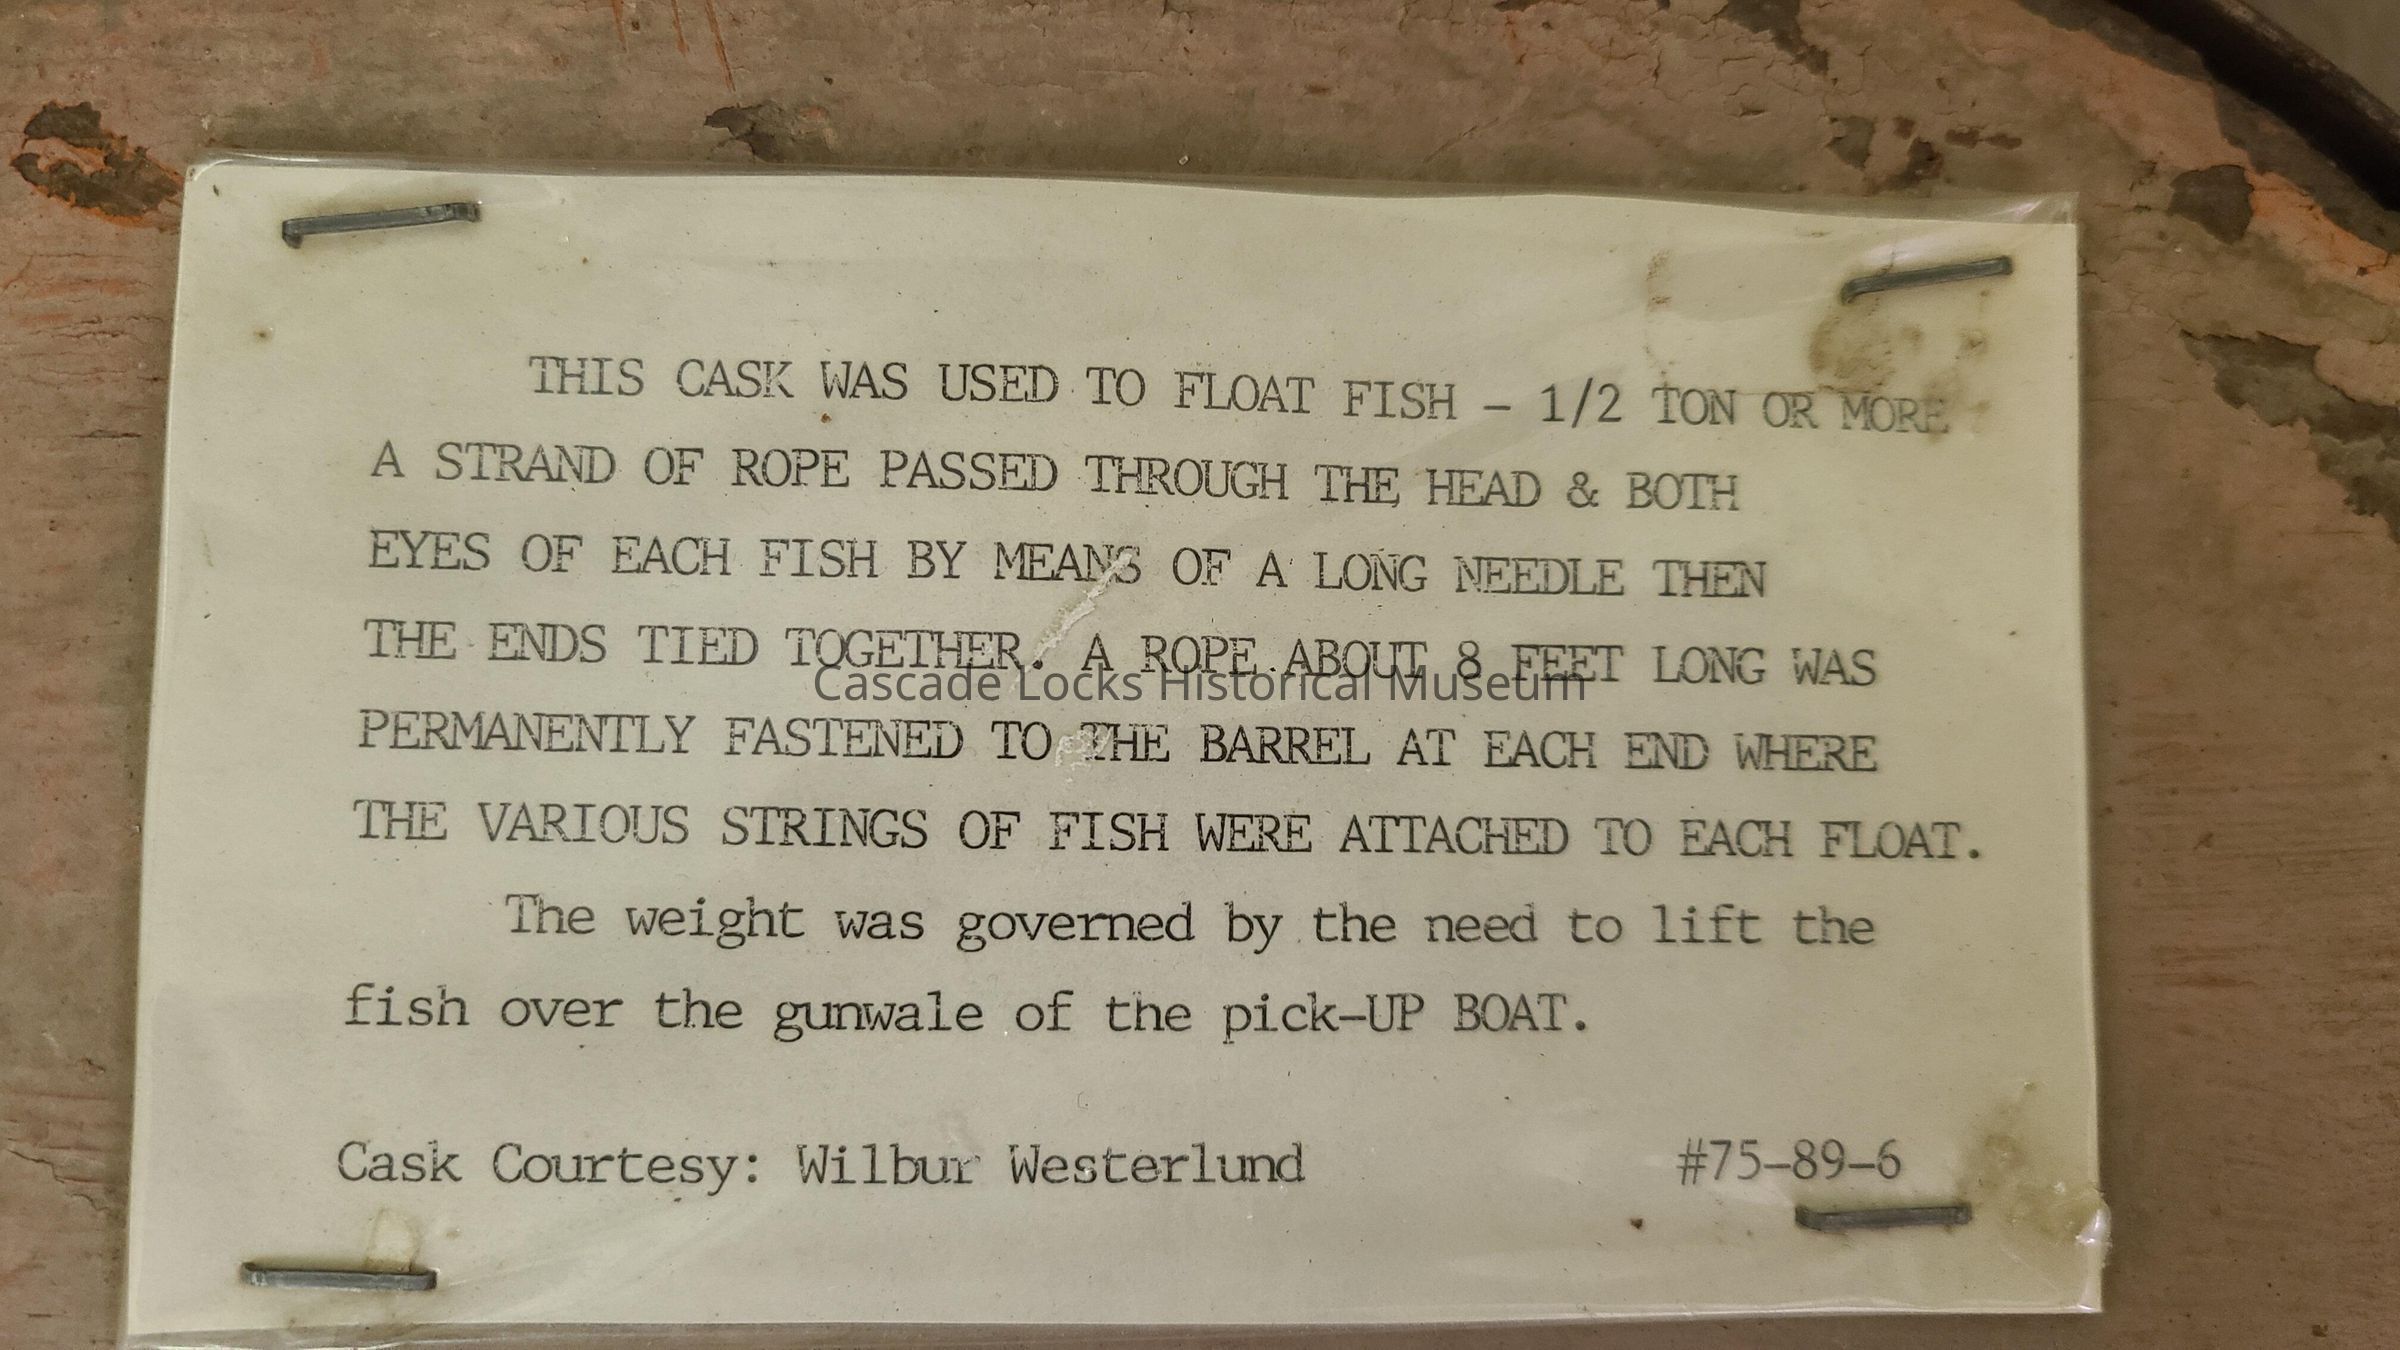 THIS CASK WAS USED TO FLOAT FISH - 1/2 TON OR MORE
A STRAND OF ROPE PASSED THROUGH THE HEAD & BOTH
EYES OF EACH FISH BY MEANS OF A LONG NEEDLE THEN
THE ENDS TIED TOGETHER. A ROPE ABOUT 8 FEET LONG WAS
Cascade Locks Historical Museum
PERMANENTLY FASTENED TO THE BARREL AT EACH END WHERE
THE VARIOUS STRINGS OF FISH WERE ATTACHED TO EACH FLOAT.
The weight was governed by the need to lift the
fish over the gunwale of the pick-UP BOAT.
Cask Courtesy: Wilbur Westerlund #75-89-6